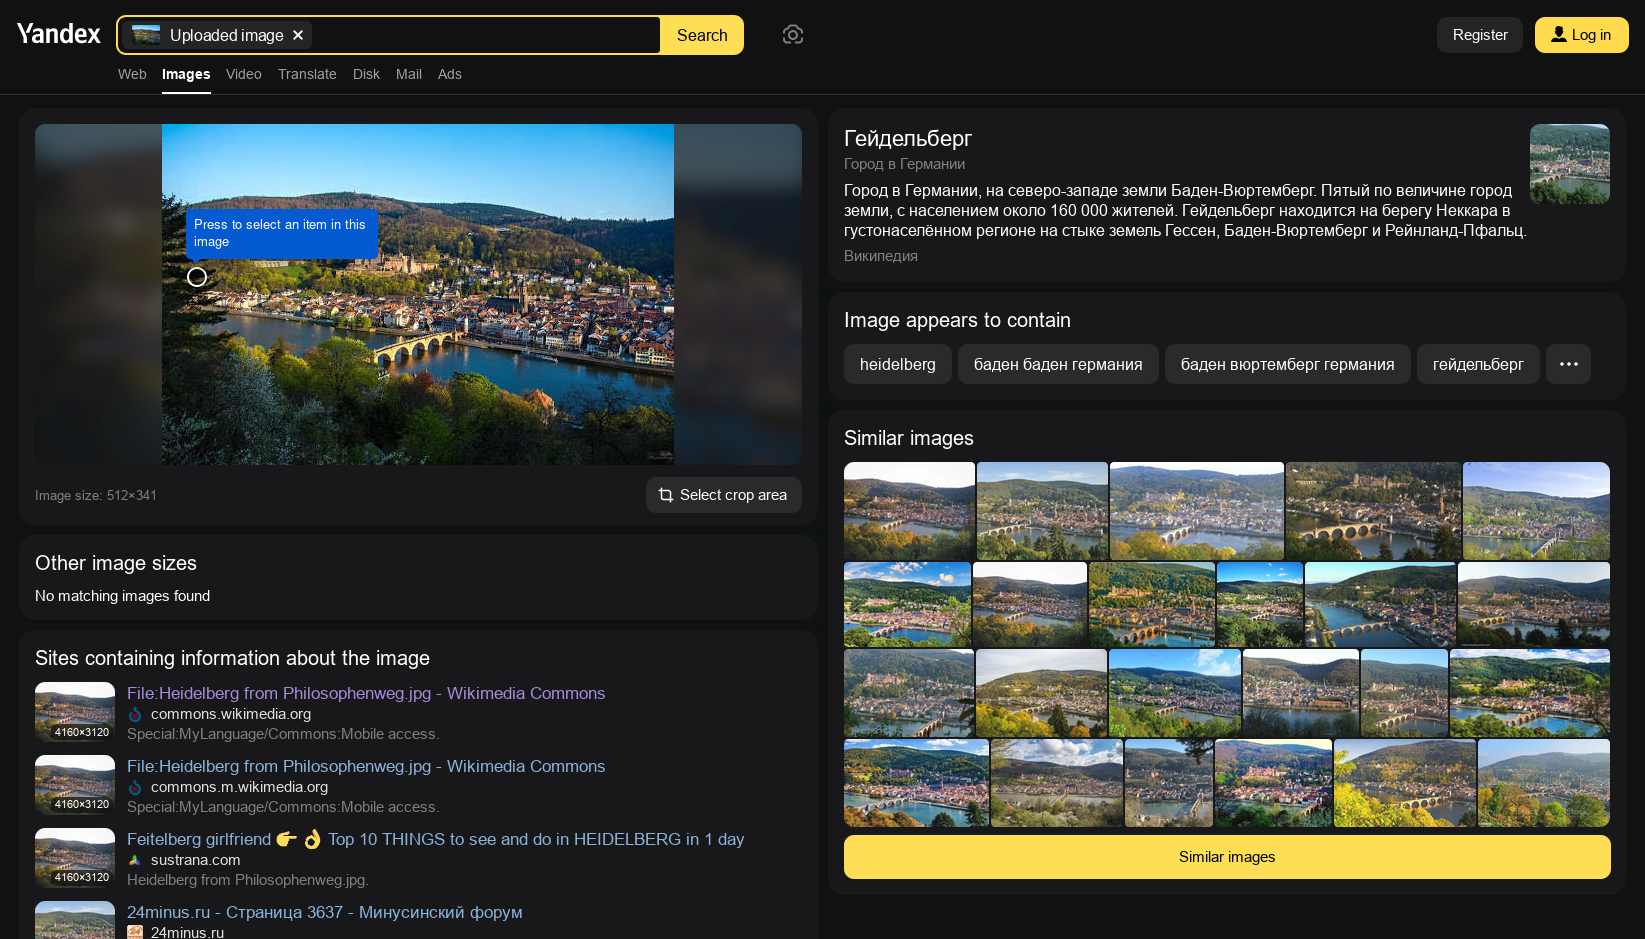 Yandex
Uploaded image
Search
Register
Log in
Web
Images
Video
Translate
Disk
Mail
Ads
Press to select an item in this
image
Image size: 512×341
Select crop area
Other image sizes
No matching images found
Sites containing information about the image
File:Heidelberg from Philosophenweg.jpg - Wikimedia Commons
commons.wikimedia.org
4160×3120
Special:MyLanguage/Commons:Mobile access.
File:Heidelberg from Philosophenweg.jpg - Wikimedia Commons
commons.m.wikimedia.org
4160×3120
Special:MyLanguage/Commons:Mobile access.
Feitelberg girlfriend 👉 👌 Top 10 THINGS to see and do in HEIDELBERG in 1 day
sustrana.com
4160×3120
Heidelberg from Philosophenweg.jpg.
24minus.ru - Страница 3637 - Минусинский форум
24minus.ru
Гейдельберг
Город в Германии
Город в Германии, на северо-западе земли Баден-Вюртемберг. Пятый по величине город
земли, с населением около 160 000 жителей. Гейдельберг находится на берегу Неккара в
густонаселённом регионе на стыке земель Гессен, Баден-Вюртемберг и Рейнланд-Пфальц.
Википедия
Image appears to contain
heidelberg
баден баден германия
баден вюртемберг германия
гейдельберг
Similar images
Similar images